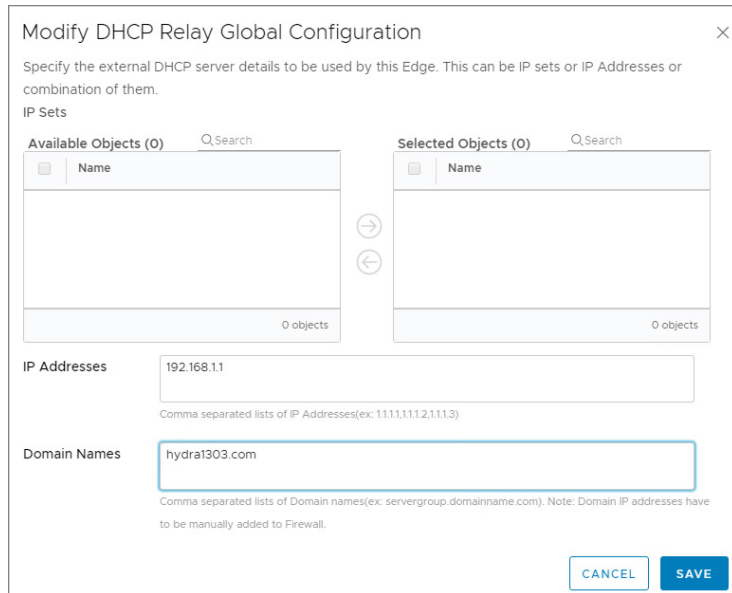 Modify DHCP Relay Global Configuration
Specify the external DHCP server details to be used by this Edge. This can be IP sets or IP Addresses or
combination of them.
IP Sets
Available Objects (0) Search
Name
0 objects
Selected Objects (0) Search
Name
0 objects
IP Addresses
192.168.1.1
Comma separated lists of IP Addresses(ex: 1.1.1.1,1.1.1.2,1.1.1.3)
Domain Names
hydra1303.com
Comma separated lists of Domain names(ex: servergroup.domainname.com). Note: Domain IP addresses have
to be manually added to Firewall.
CANCEL SAVE